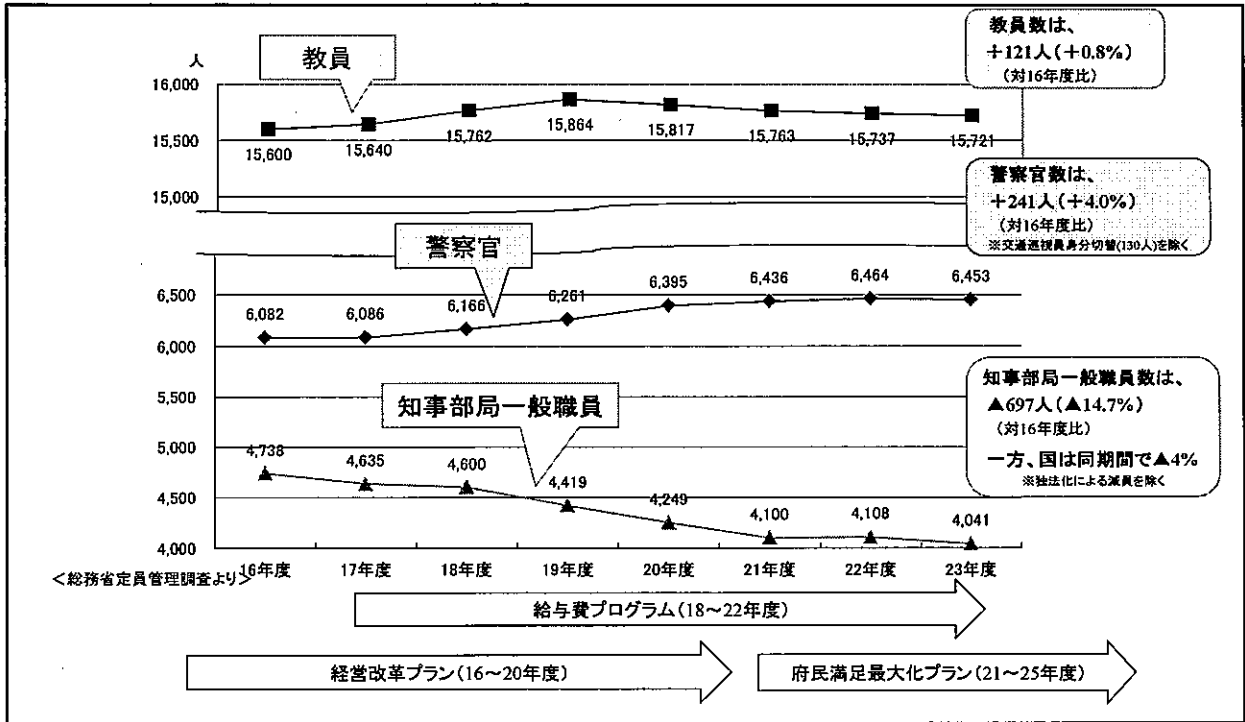 人
教員
教員数は、
＋121人(＋0.8%)
(対16年度比)
16,000
15,500
15,000
15,600
15,640
15,762
15,864
15,817
15,763
15,737
15,721
警察官
警察官数は、
＋241人(＋4.0%)
(対16年度比)
※交通巡視員身分切替(130人)を除く
6,500
6,000
5,500
5,000
4,500
4,000
6,082
6,086
6,166
6,261
6,395
6,436
6,464
6,453
知事部局一般職員
知事部局一般職員数は、
▲697人(▲14.7%)
(対16年度比)
一方、国は同期間で▲4%
※独法化による減員を除く
4,738
4,635
4,600
4,419
4,249
4,100
4,108
4,041
16年度
17年度
18年度
19年度
20年度
21年度
22年度
23年度
＜総務省定員管理調査より＞
給与費プログラム(18～22年度)
経営改革プラン(16～20年度)
府民満足最大化プラン(21～25年度)